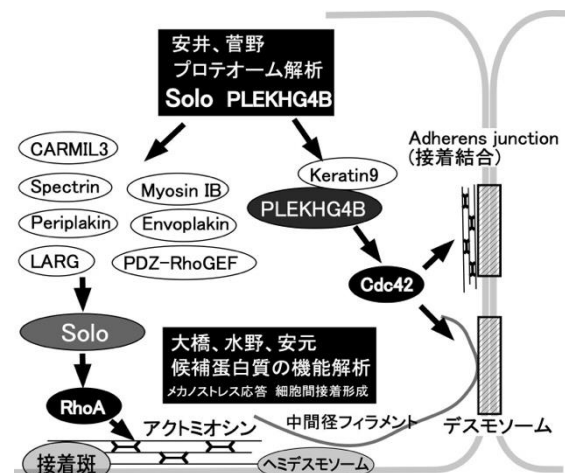 安井、菅野
プロテオーム解析
Solo PLEKHG4B
CARMIL3
Spectrin
Myosin IB
Periplakin
Envoplakin
LARG
PDZ-RhoGEF
Keratin9
PLEKHG4B
Adherens junction
(接着結合)
Cdc42
Solo
大橋、水野、安元
候補蛋白質の機能解析
メカノストレス応答 細胞間接着形成
RhoA
アクトミオシン
中間径フィラメント
デスモソーム
接着斑
ヘミデスモソーム